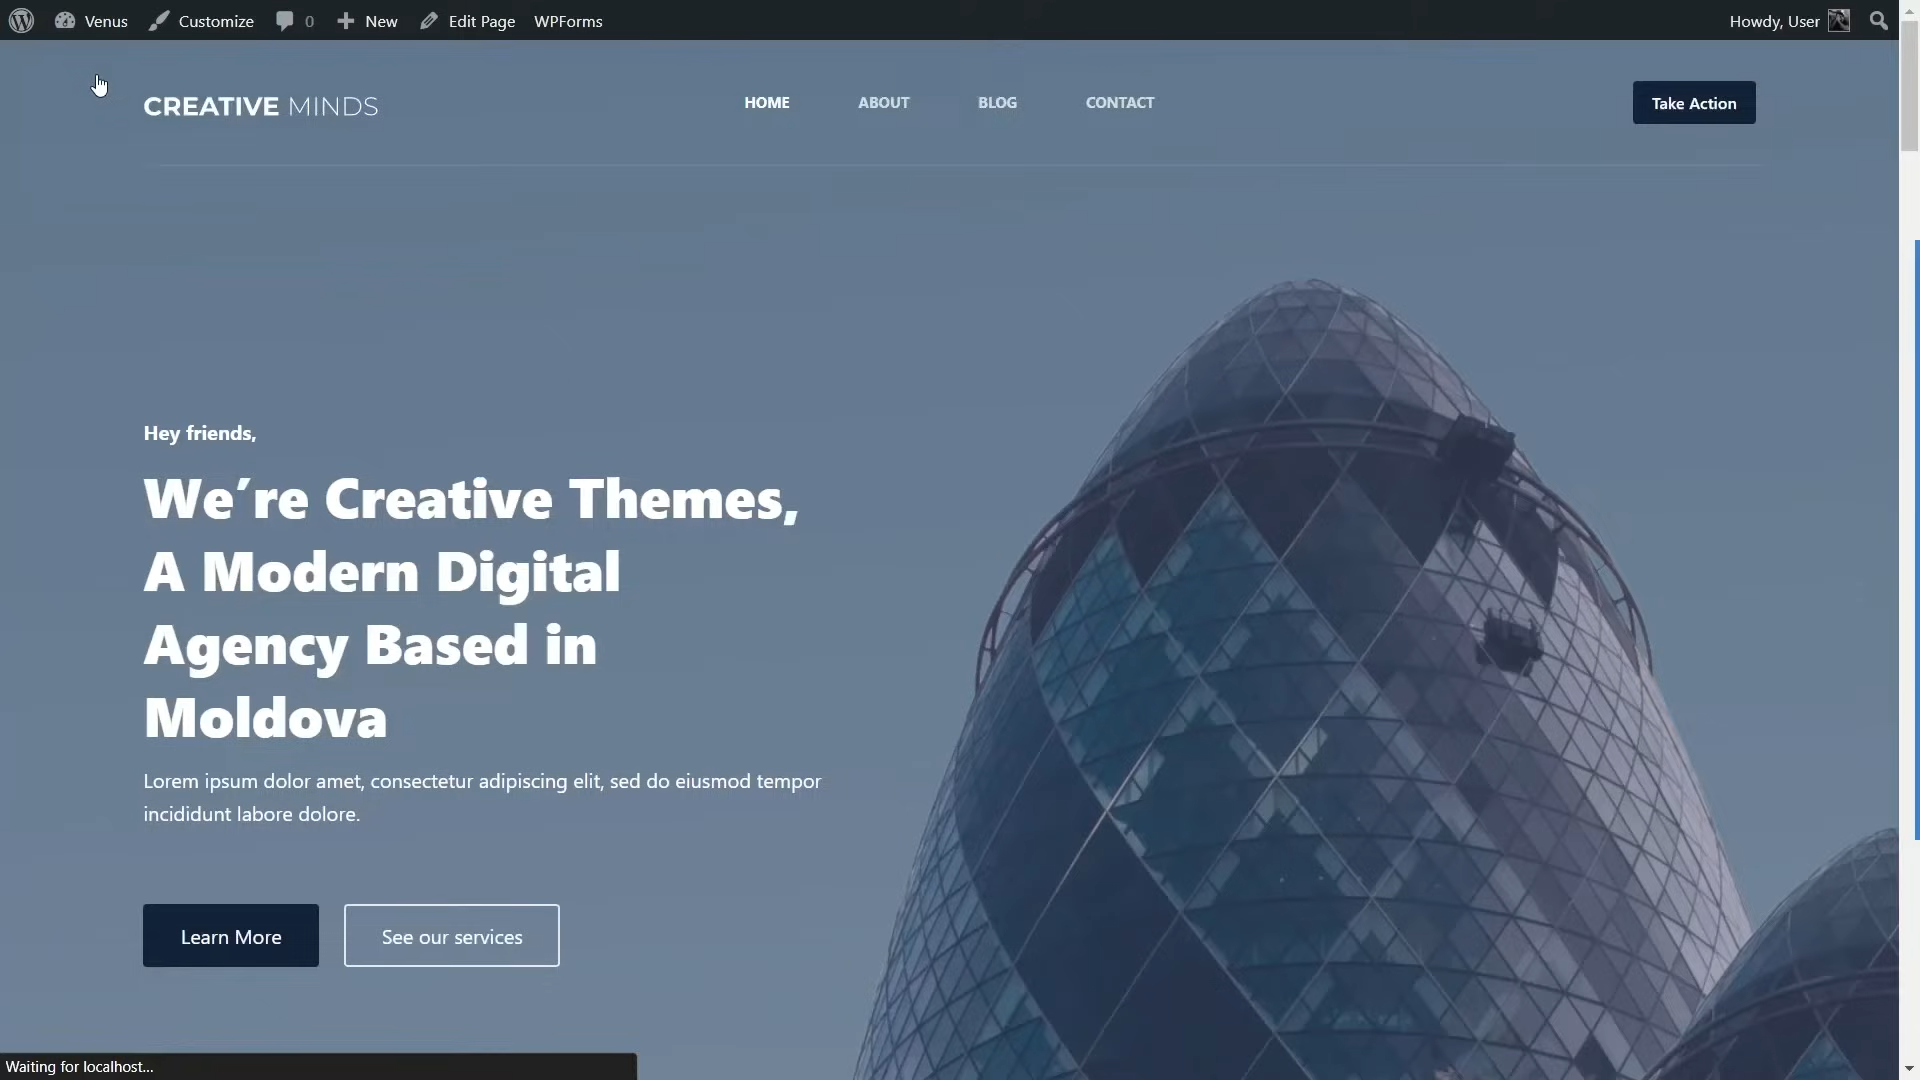 Venus Customize 0 New Edit Page WPForms Howdy, User
CREATIVE MINDS HOME ABOUT BLOG CONTACT Take Action
Hey friends,
We´re Creative Themes,
A Modern Digital
Agency Based in
Moldova
Lorem ipsum dolor amet, consectetur adipiscing elit, sed do eiusmod tempor
incididunt labore dolore.
Learn More See our services
Waiting for localhost...